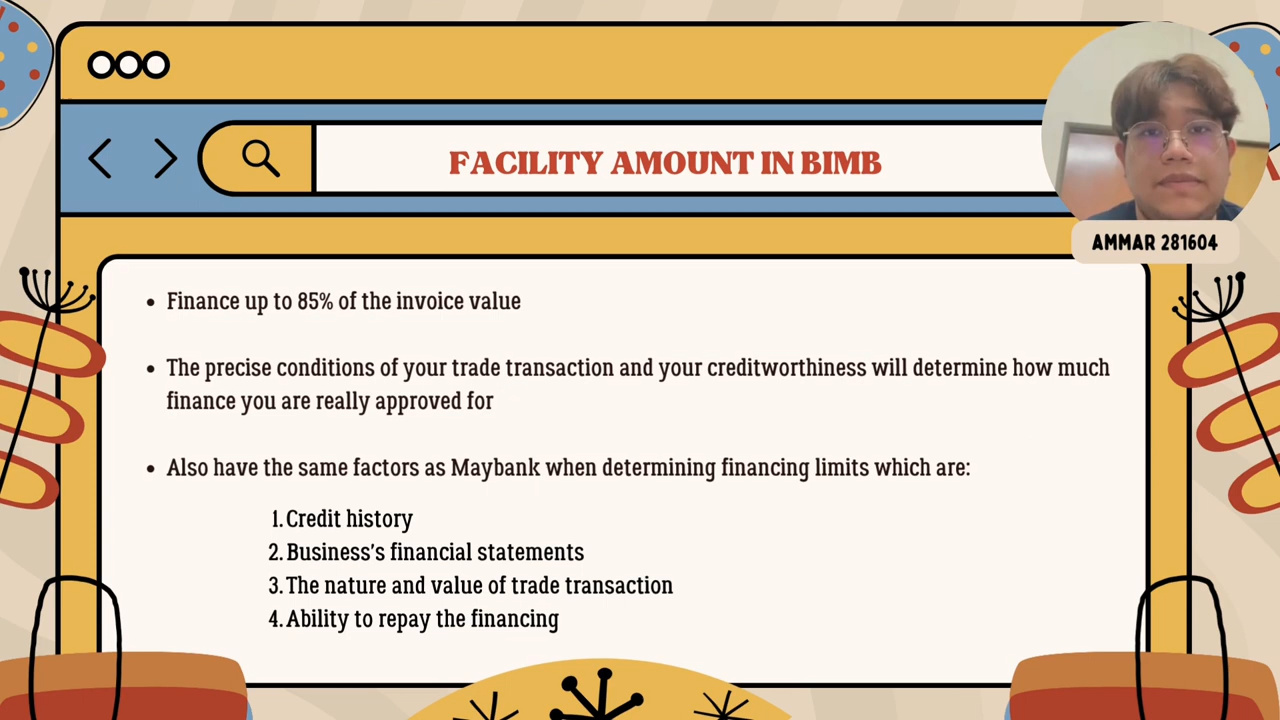 FACILITY AMOUNT IN BIMB
AMMAR 281604
• Finance up to 85% of the invoice value
• The precise conditions of your trade transaction and your creditworthiness will determine how much
finance you are really approved for
• Also have the same factors as Maybank when determining financing limits which are:
1. Credit history
2. Business's financial statements
3. The nature and value of trade transaction
4. Ability to repay the financing